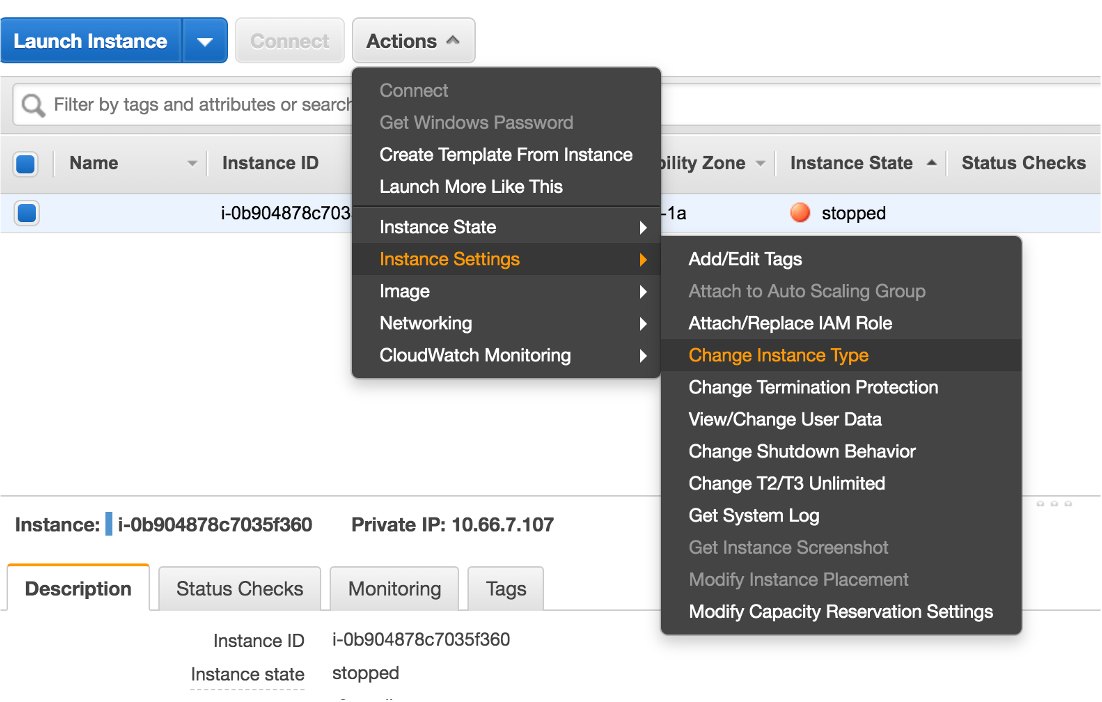 Launch Instance
Connect
Actions
Filter by tags and attributes or search
Name
Instance ID
bility Zone
Instance State
Status Checks
i-0b904878c703
-1a
stopped
Connect
Get Windows Password
Create Template From Instance
Launch More Like This
Instance State
Instance Settings
Image
Networking
CloudWatch Monitoring
Add/Edit Tags
Attach to Auto Scaling Group
Attach/Replace IAM Role
Change Instance Type
Change Termination Protection
View/Change User Data
Change Shutdown Behavior
Change T2/T3 Unlimited
Get System Log
Get Instance Screenshot
Modify Instance Placement
Modify Capacity Reservation Settings
Instance: i-0b904878c7035f360 Private IP: 10.66.7.107
Description
Status Checks
Monitoring
Tags
Instance ID i-0b904878c7035f360
Instance state stopped